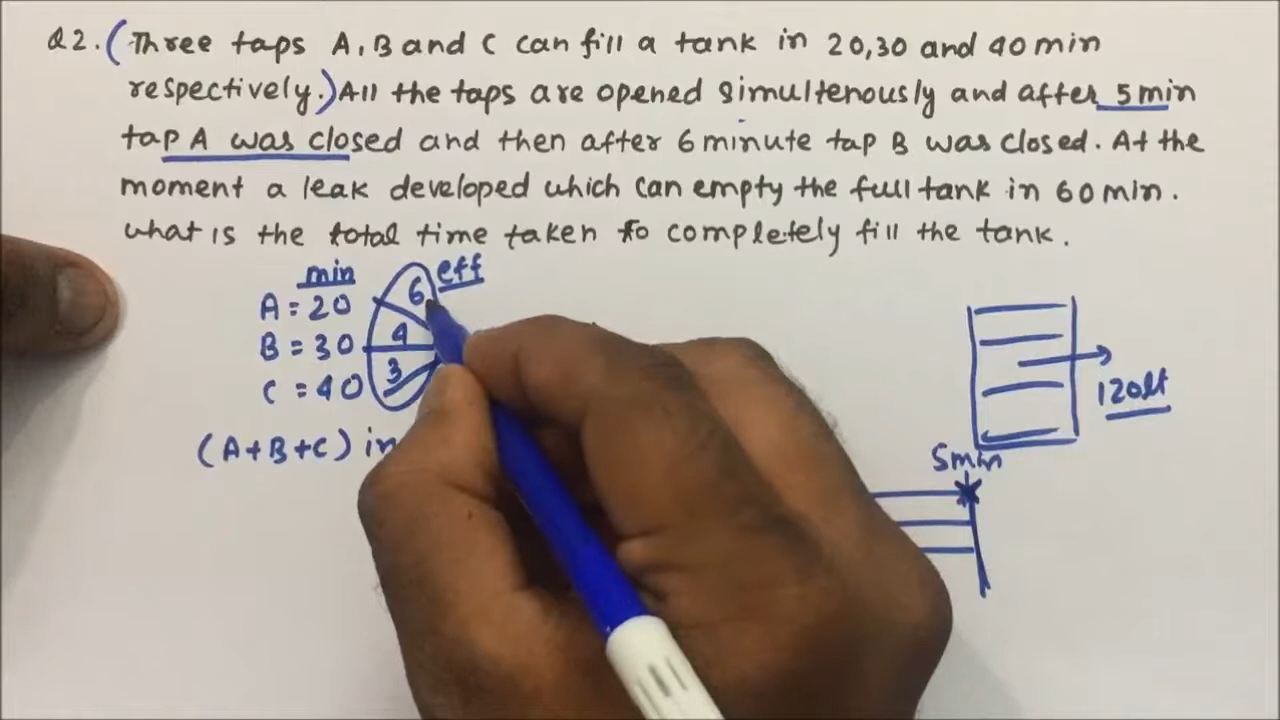 Q2. (Three taps A, B and C can fill a tank in 20,30 and 40 min
respectively.) All the taps are opened simultenously and after 5 min
tap A was closed and then after 6 minute tap B was closed. At the
moment a leak developed which can empty the full tank in 60 min.
what is the total time taken to completely fill the tank.
min eff
A = 20 6
B = 30 4
C = 40 3
120lt
(A+B+C) in
5min